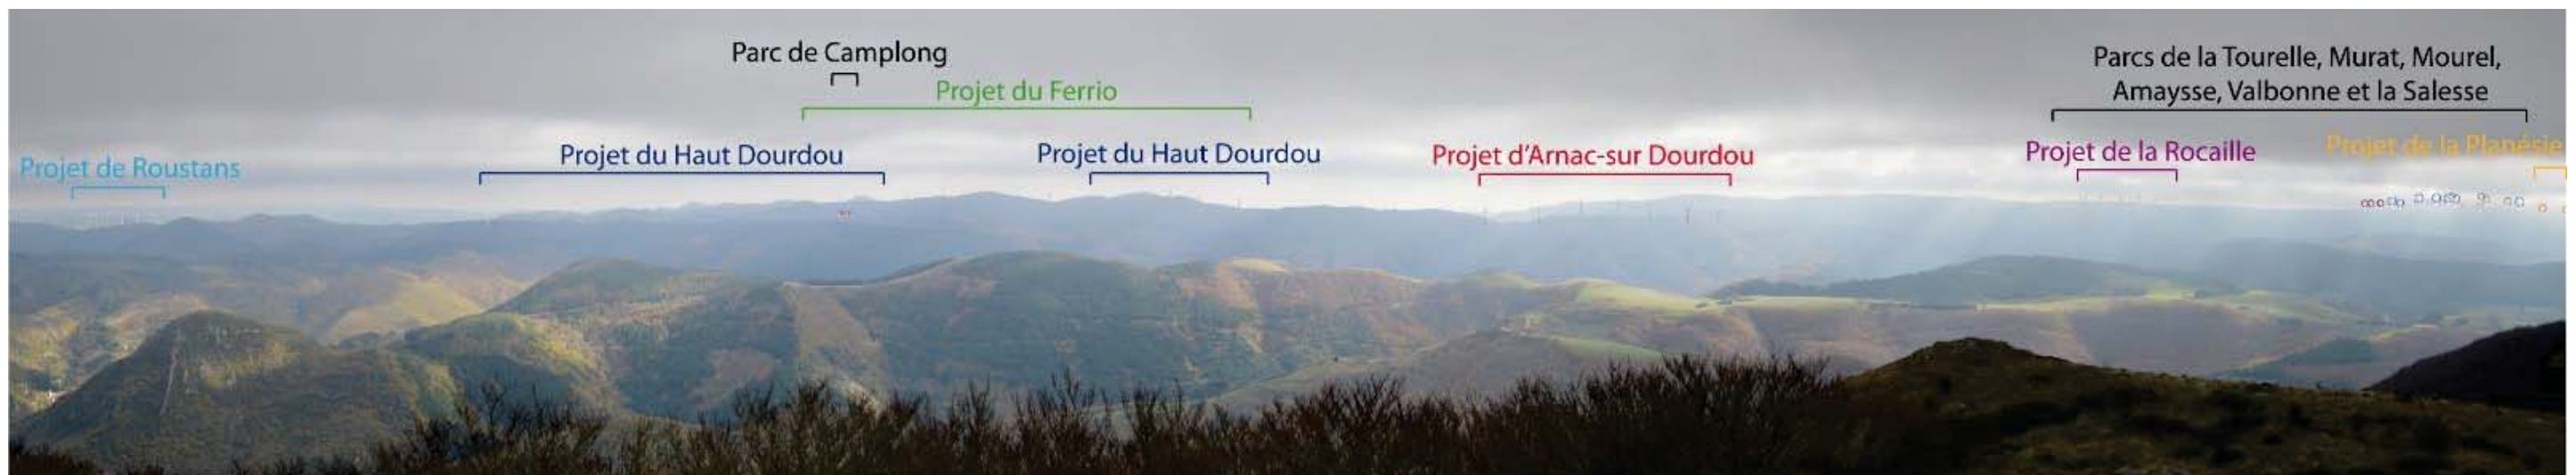 Parc de Camplong
Projet du Ferrio
Parcs de la Tourelle, Murat, Mourel,
Amaysse, Valbonne et la Salesse
Projet de Roustans
Projet du Haut Dourdou
Projet du Haut Dourdou
Projet d'Arnac-sur Dourdou
Projet de la Rocaille
Projet de la Planésie